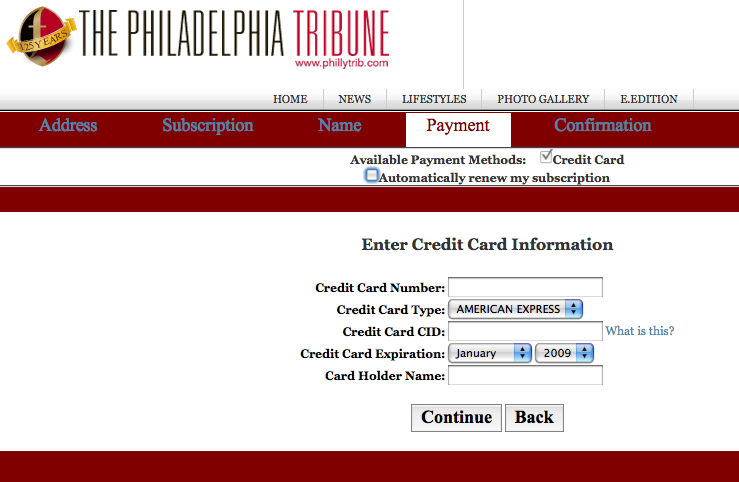 125 YEARS
THE PHILADELPHIA TRIBUNE
www.phillytrib.com
HOME NEWS LIFESTYLES PHOTO GALLERY E.EDITION
Address Subscription Name Payment Confirmation
Available Payment Methods: Credit Card
Automatically renew my subscription
Enter Credit Card Information
Credit Card Number:
Credit Card Type: AMERICAN EXPRESS
Credit Card CID: What is this?
Credit Card Expiration: January 2009
Card Holder Name:
Continue Back